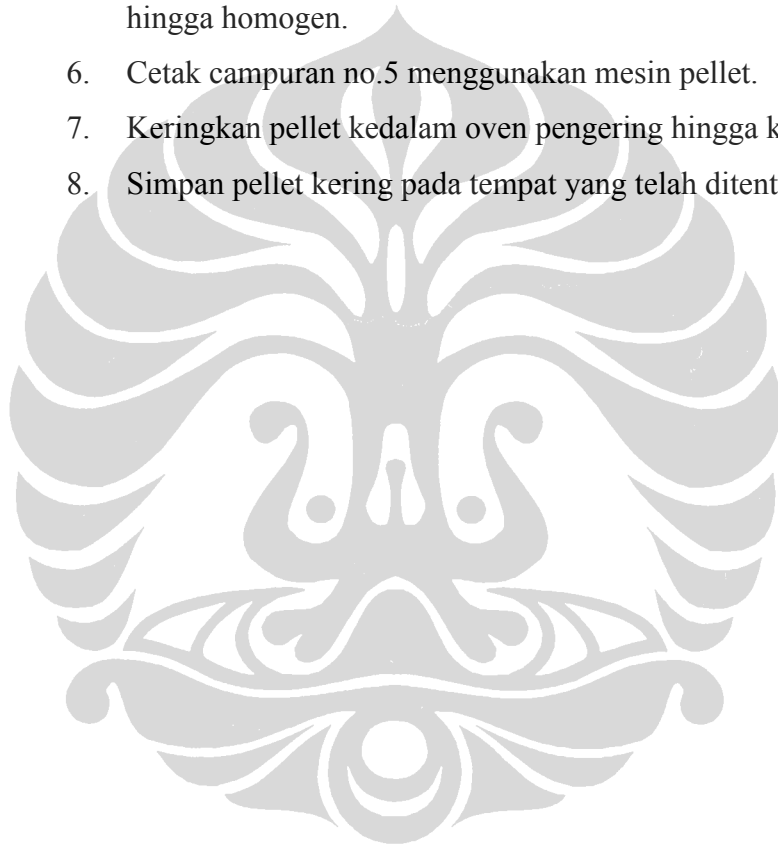 hingga homogen.
6. Cetak campuran no.5 menggunakan mesin pellet.
7. Keringkan pellet kedalam oven pengering hingga k
8. Simpan pellet kering pada tempat yang telah ditent